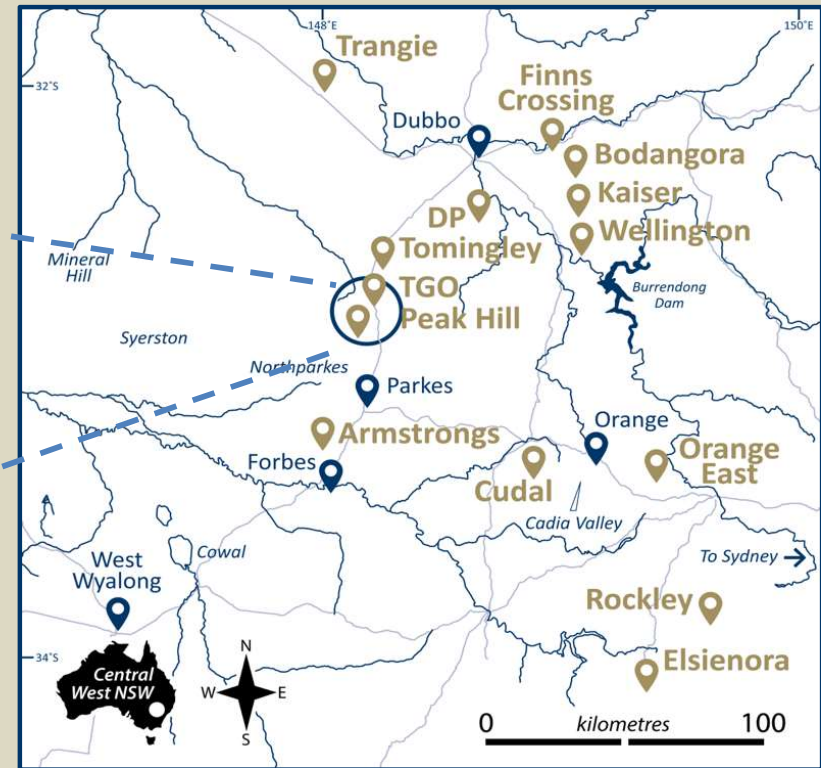 148°E
150°E
Trangie
32°S
Finns
Crossing
Dubbo
Bodangora
Kaiser
DP
Wellington
Tomingley
Mineral
Hill
TGO
Burrendong
Dam
Peak Hill
Syerston
Northparkes
Parkes
Armstrongs
Orange
Orange
East
Forbes
Cudal
Cadia Valley
Cowal
To Sydney
West
Wyalong
Rockley
34°S
Elsienora
Central
West NSW
N
W
E
S
0
kilometres
100